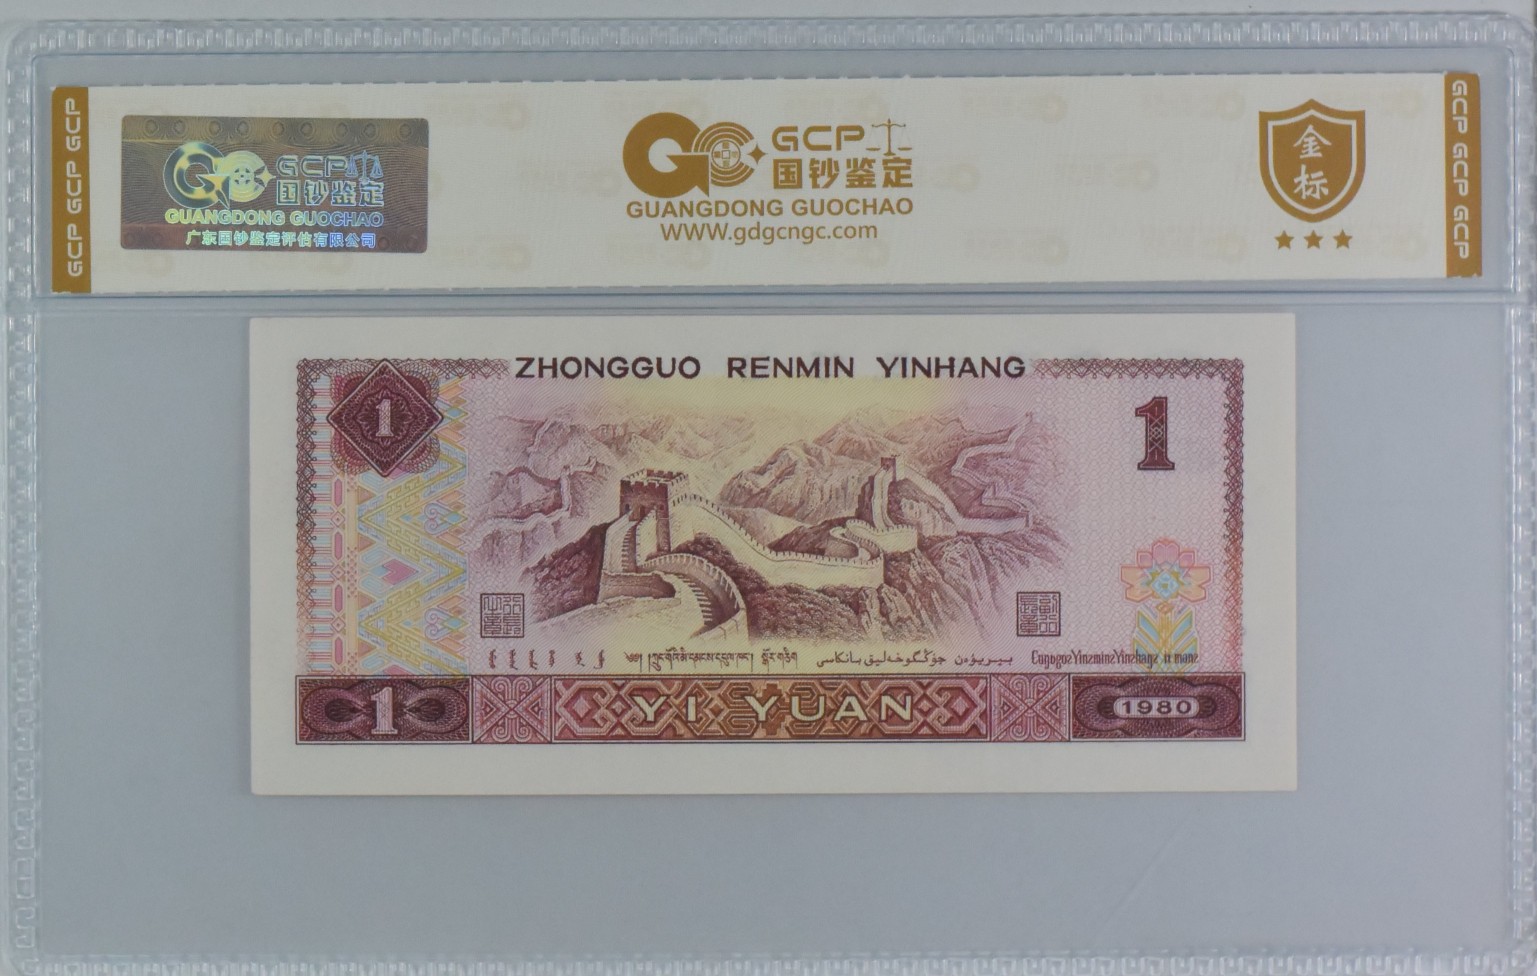 GCP GCP GCP
GCP 国钞鉴定
GUANGDONG GUOCHAO
广东国钞鉴定评估有限公司
GCP
国钞鉴定
GUANGDONG GUOCHAO
WWW.gdgcngc.com
金标
GCP GCP GCP
ZHONGGUO RENMIN YINHANG
1
1
YI YUAN
1
1980